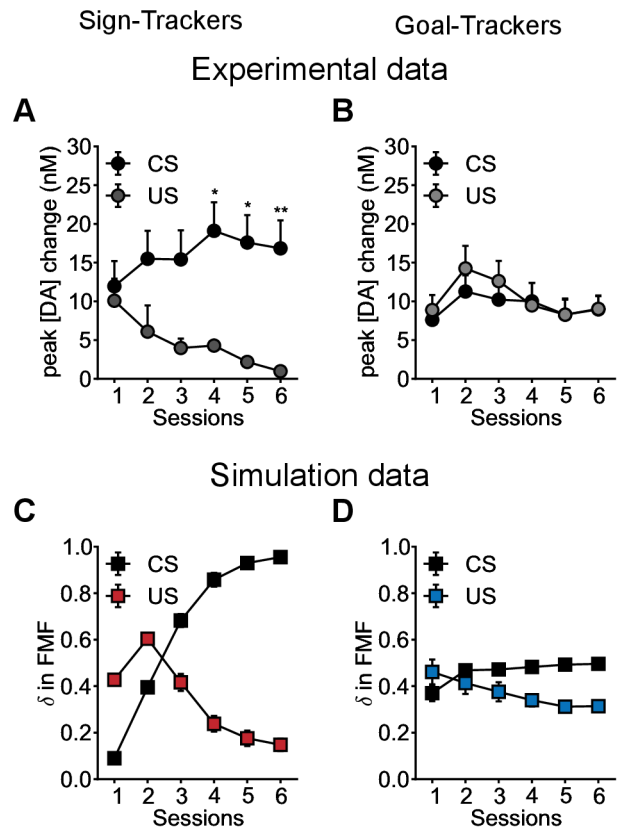 Sign-Trackers
Goal-Trackers
Experimental data
A
B
peak [DA] change (nM)
30
25
20
15
10
5
0
CS
US
*
*
**
1 2 3 4 5 6
Sessions
peak [DA] change (nM)
30
25
20
15
10
5
0
CS
US
1 2 3 4 5 6
Sessions
Simulation data
C
D
δ in FMF
1.0
0.8
0.6
0.4
0.2
0.0
CS
US
1 2 3 4 5 6
Sessions
δ in FMF
1.0
0.8
0.6
0.4
0.2
0.0
CS
US
1 2 3 4 5 6
Sessions